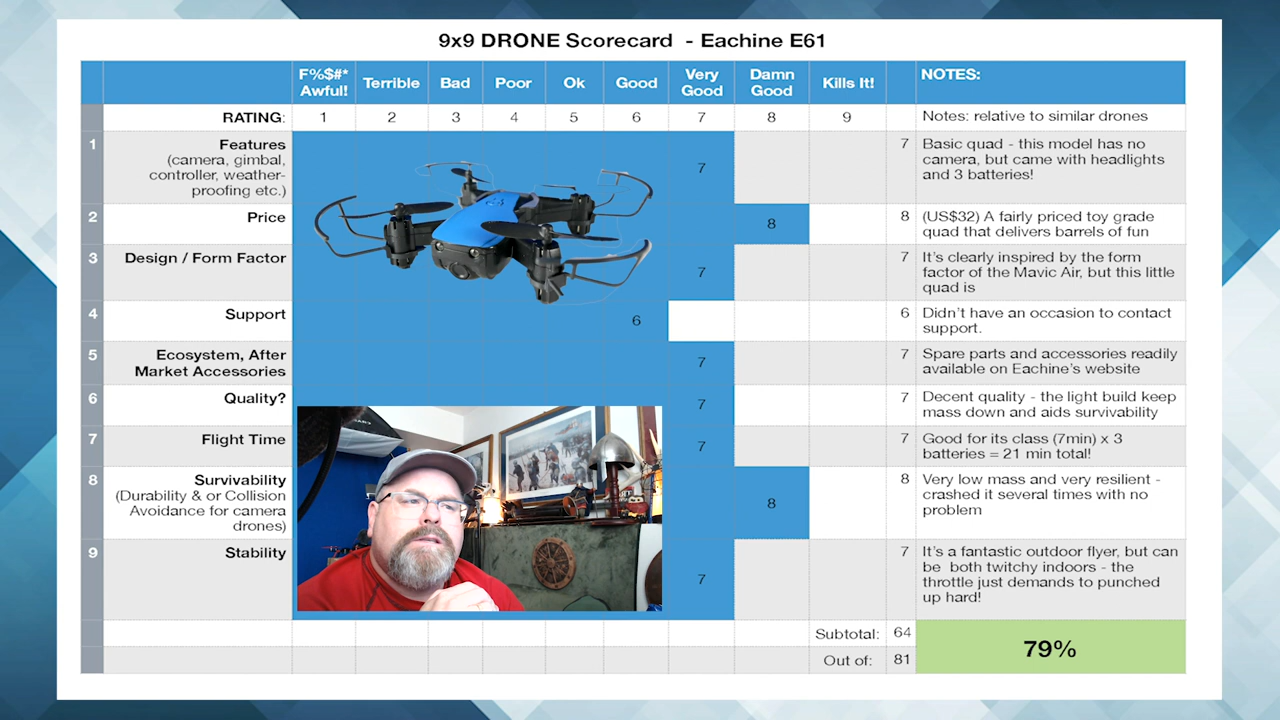 9x9 DRONE Scorecard - Eachine E61
F%$#* Awful! Terrible Bad Poor Ok Good Very Good Damn Good Kills It! NOTES:
RATING: 1 2 3 4 5 6 7 8 9 Notes: relative to similar drones
1 Features 7 7 Basic quad - this model has no
(camera, gimbal, camera, but came with headlights
controller, weather- and 3 batteries!
proofing etc.)
2 Price 8 8 (US$32) A fairly priced toy grade
quad that delivers barrels of fun
3 Design / Form Factor 7 7 It's clearly inspired by the form
factor of the Mavic Air, but this little
quad is
4 Support 6 6 Didn't have an occasion to contact
support.
5 Ecosystem, After 7 7 Spare parts and accessories readily
Market Accessories available on Eachine's website
6 Quality? 7 7 Decent quality - the light build keep
mass down and aids survivability
7 Flight Time 7 7 Good for its class (7min) x 3
batteries = 21 min total!
8 Survivability 8 8 Very low mass and very resilient -
(Durability & or Collision crashed it several times with no
Avoidance for camera problem
drones)
9 Stability 7 7 It's a fantastic outdoor flyer, but can
be both twitchy indoors - the
throttle just demands to punched
up hard!
Subtotal: 64
79%
Out of: 81